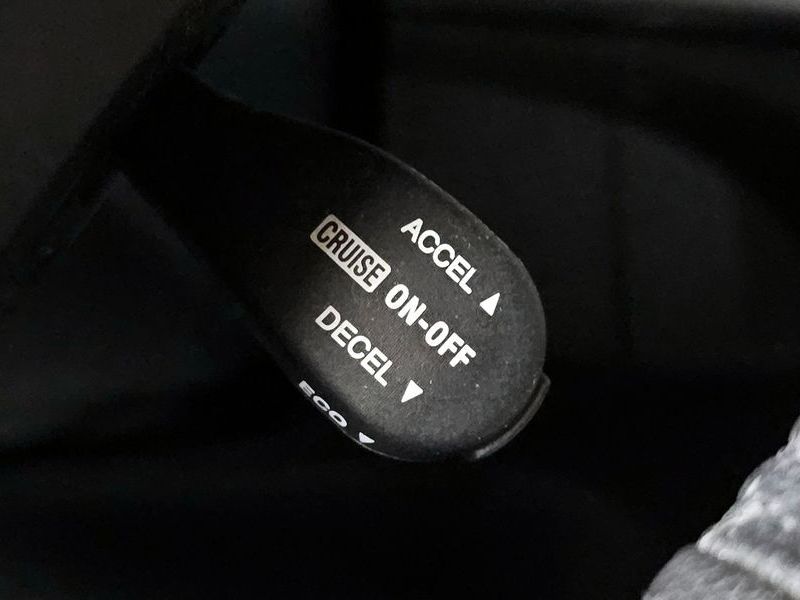 ACCEL ▲
CRUISE ON-OFF
DECEL ▼
ECO ▼